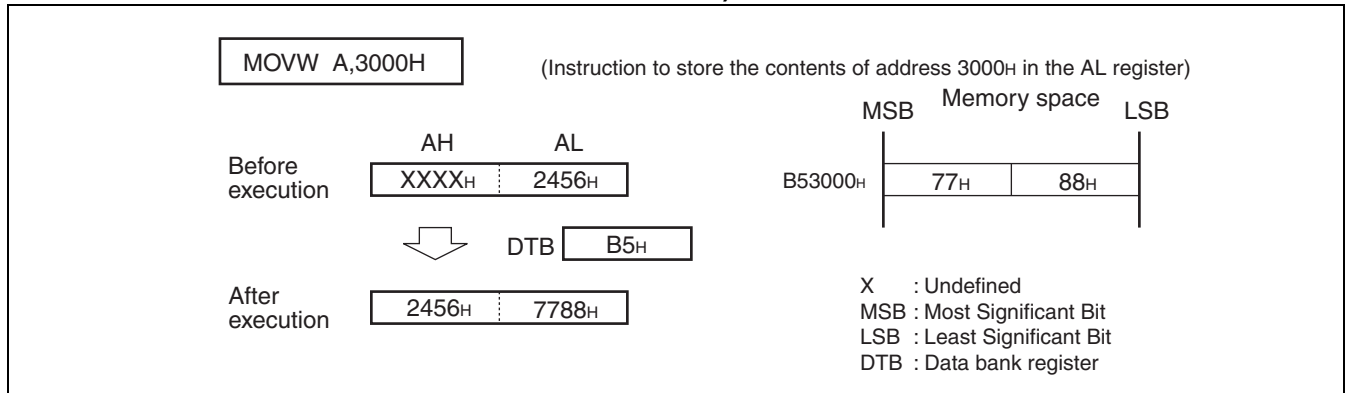 MOVW A,3000H
(Instruction to store the contents of address 3000H in the AL register)
MSB Memory space LSB
AH AL
Before
execution
XXXXH 2456H
B53000H 77H 88H
DTB B5H
After
execution
2456H 7788H
X : Undefined
MSB : Most Significant Bit
LSB : Least Significant Bit
DTB : Data bank register